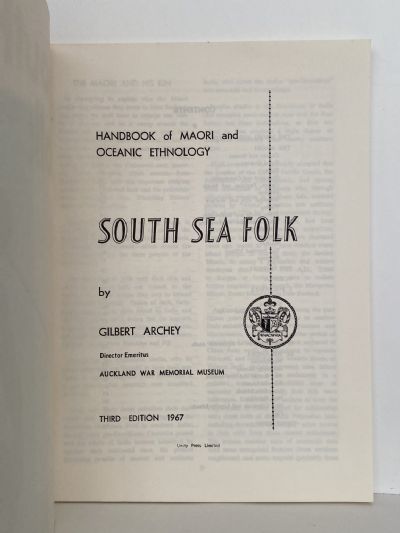 HANDBOOK of MAORI and
OCEANIC ETHNOLOGY
SOUTH SEA FOLK
by
GILBERT ARCHEY
Director Emeritus
AUCKLAND WAR MEMORIAL MUSEUM
THIRD EDITION 1967
Unity Press Limited